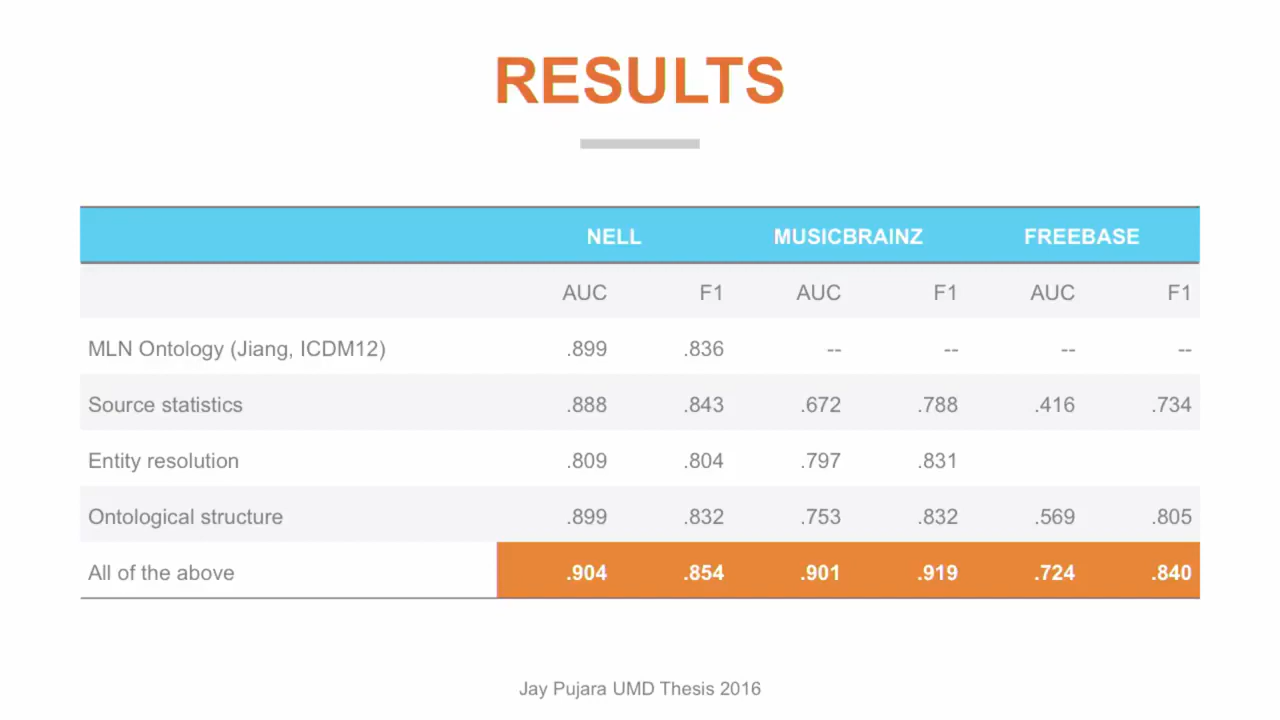 RESULTS
NELL MUSICBRAINZ FREEBASE
AUC F1 AUC F1 AUC F1
MLN Ontology (Jiang, ICDM12) .899 .836 -- -- -- --
Source statistics .888 .843 .672 .788 .416 .734
Entity resolution .809 .804 .797 .831
Ontological structure .899 .832 .753 .832 .569 .805
All of the above .904 .854 .901 .919 .724 .840
Jay Pujara UMD Thesis 2016